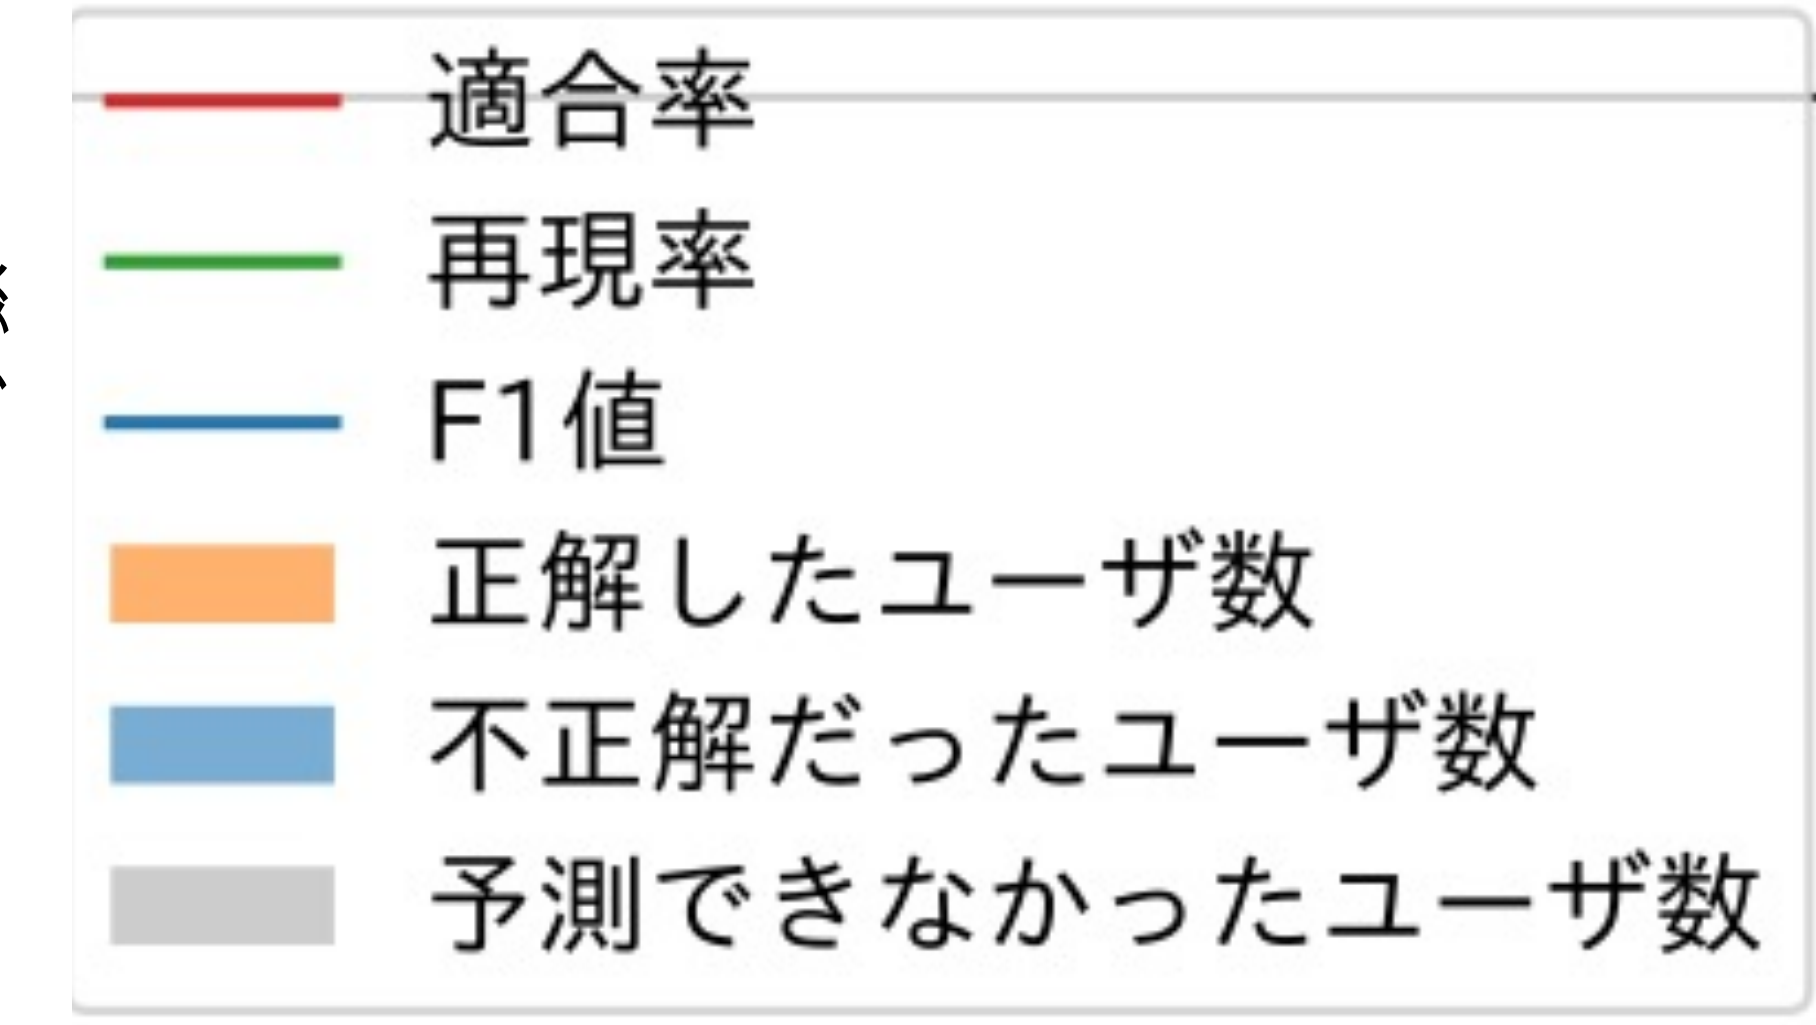 適合率
再現率
F1値
正解したユーザ数
不正解だったユーザ数
予測できなかったユーザ数